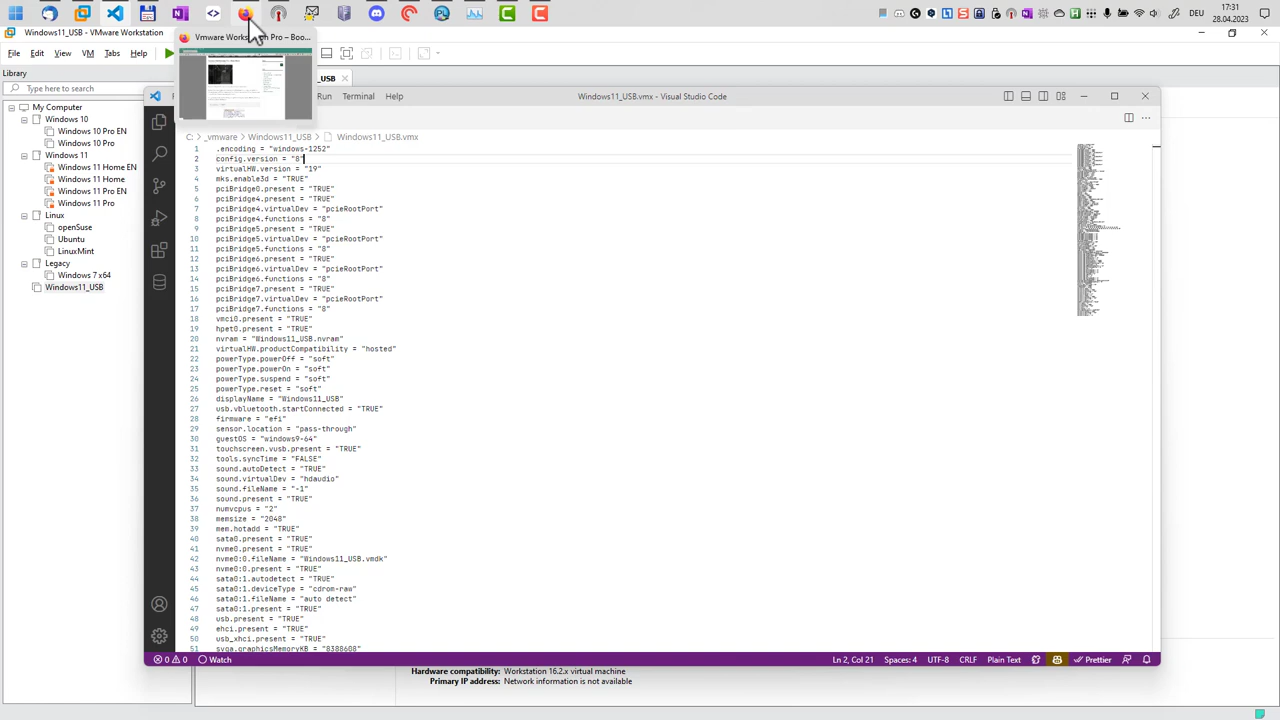 28.0
Windows11_USB - VMware Workstation
Vmware Works on Pro – Boo...
File Edit View VM Tabs Help
Library
Type here to search
My Computer
Windows 10
Windows 10 Pro EN
Windows 10 Pro
Windows 11
Windows 11 Home EN
Windows 11 Home
Windows 11 Pro EN
Windows 11 Pro
Linux
openSuse
Ubuntu
LinuxMint
Legacy
Windows 7 x64
Windows11_USB
_USB
Run Terminal Help
Windows11_US
Code
C: > _vmware > Windows11_USB > Windows11_USB.vmx
1 .encoding = "windows-1252"
2 config.version = "8"
3 virtualHW.version = "19"
4 mks.enable3d = "TRUE"
5 pciBridge0.present = "TRUE"
6 pciBridge4.present = "TRUE"
7 pciBridge4.virtualDev = "pcieRootPort"
8 pciBridge4.functions = "8"
9 pciBridge5.present = "TRUE"
10 pciBridge5.virtualDev = "pcieRootPort"
11 pciBridge5.functions = "8"
12 pciBridge6.present = "TRUE"
13 pciBridge6.virtualDev = "pcieRootPort"
14 pciBridge6.functions = "8"
15 pciBridge7.present = "TRUE"
16 pciBridge7.virtualDev = "pcieRootPort"
17 pciBridge7.functions = "8"
18 vmci0.present = "TRUE"
19 hpet0.present = "TRUE"
20 nvram = "Windows11_USB.nvram"
21 virtualHW.productCompatibility = "hosted"
22 powerType.powerOff = "soft"
23 powerType.powerOn = "soft"
24 powerType.suspend = "soft"
25 powerType.reset = "soft"
26 displayName = "Windows11_USB"
27 usb.vbluetooth.startConnected = "TRUE"
28 firmware = "efi"
29 sensor.location = "pass-through"
30 guestOS = "windows9-64"
31 touchscreen.vusb.present = "TRUE"
32 tools.syncTime = "FALSE"
33 sound.autoDetect = "TRUE"
34 sound.virtualDev = "hdaudio"
35 sound.fileName = "-1"
36 sound.present = "TRUE"
37 numvcpus = "2"
38 memsize = "2048"
39 mem.hotadd = "TRUE"
40 sata0.present = "TRUE"
41 nvme0.present = "TRUE"
42 nvme0:0.fileName = "Windows11_USB.vmdk"
43 nvme0:0.present = "TRUE"
44 sata0:1.autodetect = "TRUE"
45 sata0:1.deviceType = "cdrom-raw"
46 sata0:1.fileName = "auto detect"
47 sata0:1.present = "TRUE"
48 usb.present = "TRUE"
49 ehci.present = "TRUE"
50 usb_xhci.present = "TRUE"
51 svga.graphicsMemoryKB = "8388608"
0 0 Watch Ln 2, Col 21 Spaces: 4 UTF-8 CRLF Plain Text Prettier
Hardware compatibility: Workstation 16.2.x virtual machine
Primary IP address: Network information is not available